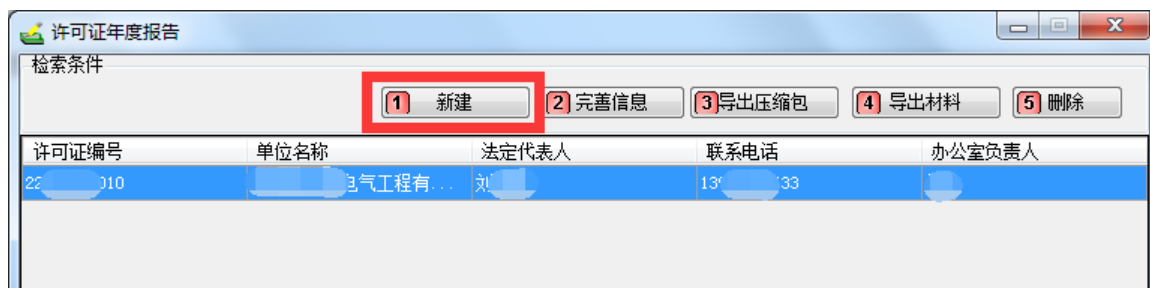 许可证年度报告
检索条件
1 新建 2 完善信息 3 导出压缩包 4 导出材料 5 删除
许可证编号 单位名称 法定代表人 联系电话 办公室负责人
22 010 电气工程有... 刘 139 33